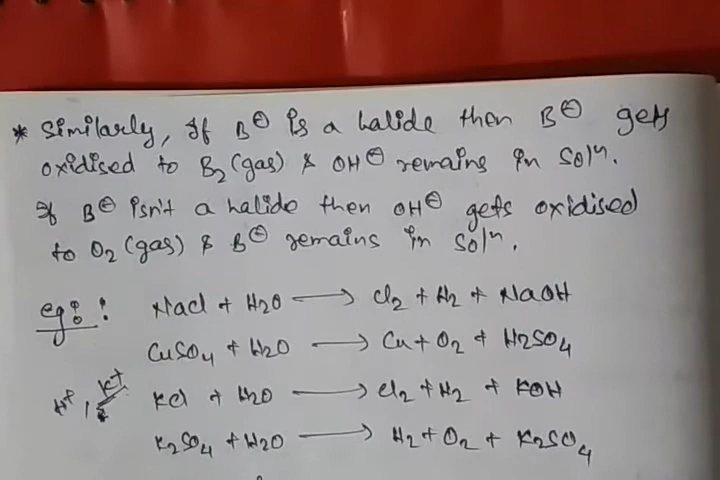 * Similarly, If B⊖ is a halide then B⊖ gets
oxidised to B₂ (gas) & OH⊖ remains in Solⁿ.
If B⊖ isn't a halide then OH⊖ gets oxidised
to O₂ (gas) & B⊖ remains in Solⁿ.
eg:! NaCl + H₂O ⟶ Cl₂ + H₂ + NaOH
CuSO₄ + H₂O ⟶ Cu + O₂ + H₂SO₄
H⁺, K⁺ KCl + H₂O ⟶ Cl₂ + H₂ + KOH
K₂SO₄ + H₂O ⟶ H₂ + O₂ + K₂SO₄